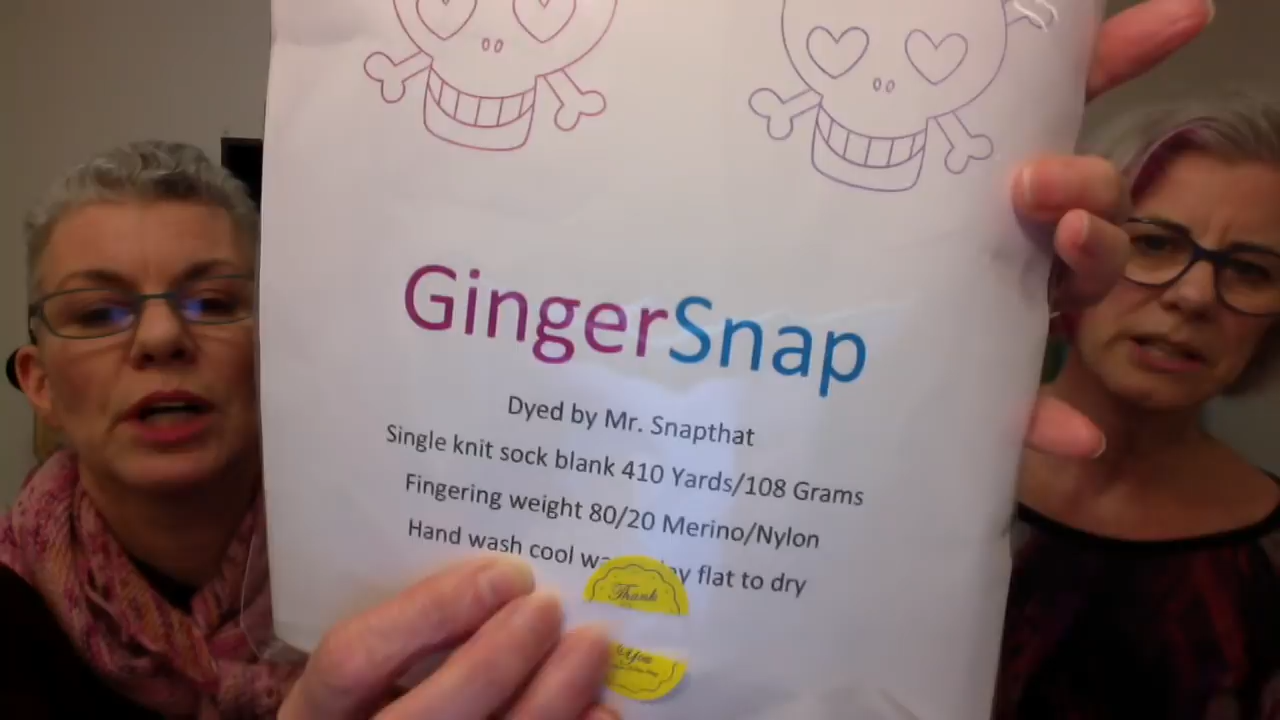 GingerSnap
Dyed by Mr. Snapthat
Single knit sock blank 410 Yards/108 Grams
Fingering weight 80/20 Merino/Nylon
Hand wash cool flat to dry
Thank
You